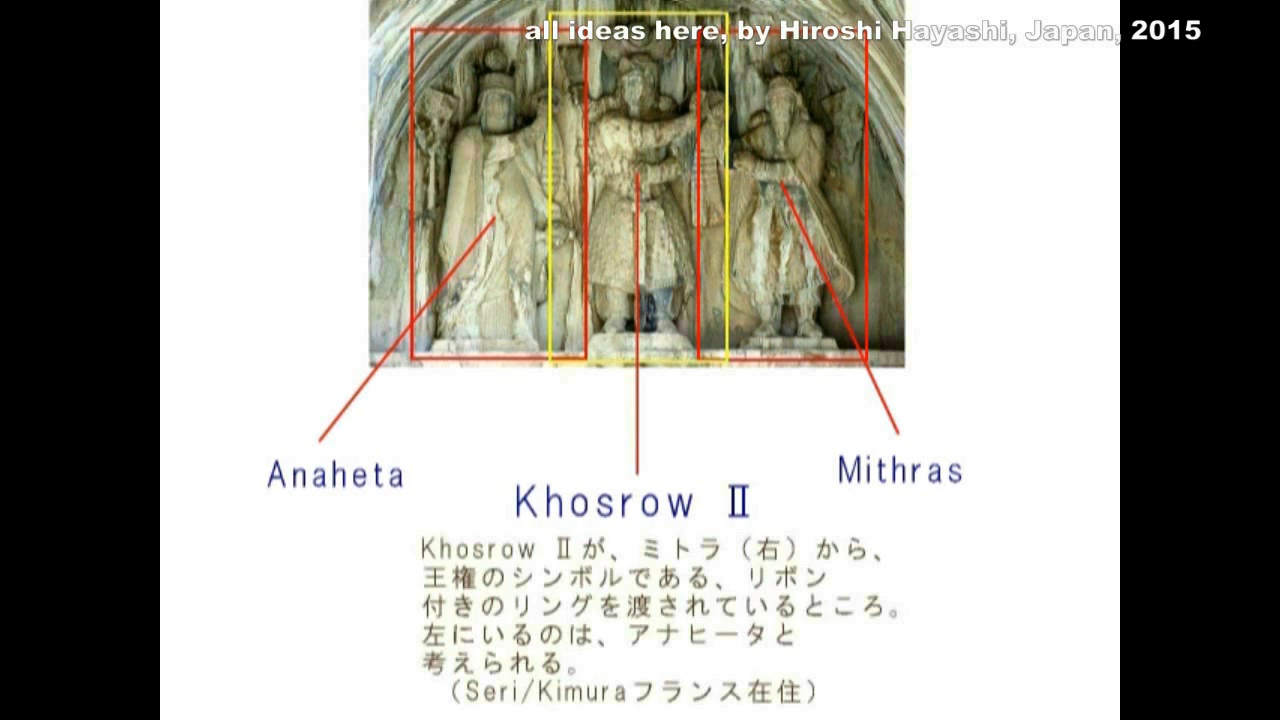 all ideas here, by Hiroshi Hayashi, Japan, 2015
Anaheta
Mithras
Khosrow Ⅱ
Khosrow Ⅱが、ミトラ（右）から、
王権のシンボルである、リボン
付きのリングを渡されているところ。
左にいるのは、アナヒータと
考えられる。
（Seri/Kimuraフランス在住）